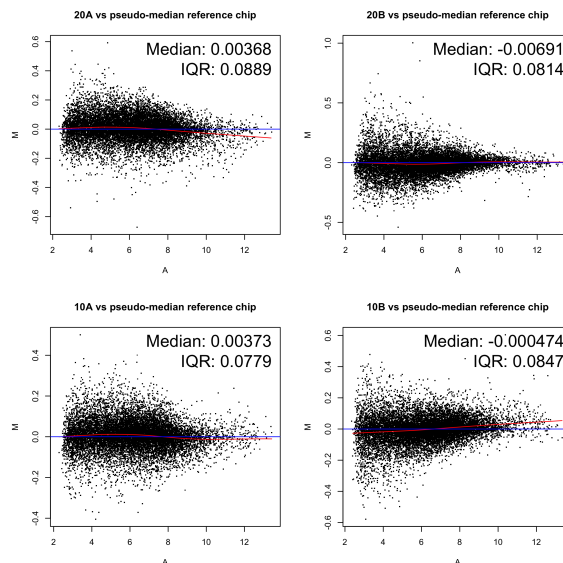 20A vs pseudo-median reference chip
Median: 0.00368
IQR: 0.0889
M
0.6
0.4
0.2
0.0
-0.2
-0.4
-0.6
2 4 6 8 10 12
A
20B vs pseudo-median reference chip
Median: -0.00691
IQR: 0.0814
M
1.0
0.5
0.0
-0.5
2 4 6 8 10 12
A
10A vs pseudo-median reference chip
Median: 0.00373
IQR: 0.0779
M
0.4
0.2
0.0
-0.2
-0.4
2 4 6 8 10 12
A
10B vs pseudo-median reference chip
Median: -0.000474
IQR: 0.0847
M
0.6
0.4
0.2
0.0
-0.2
-0.4
-0.6
2 4 6 8 10 12
A